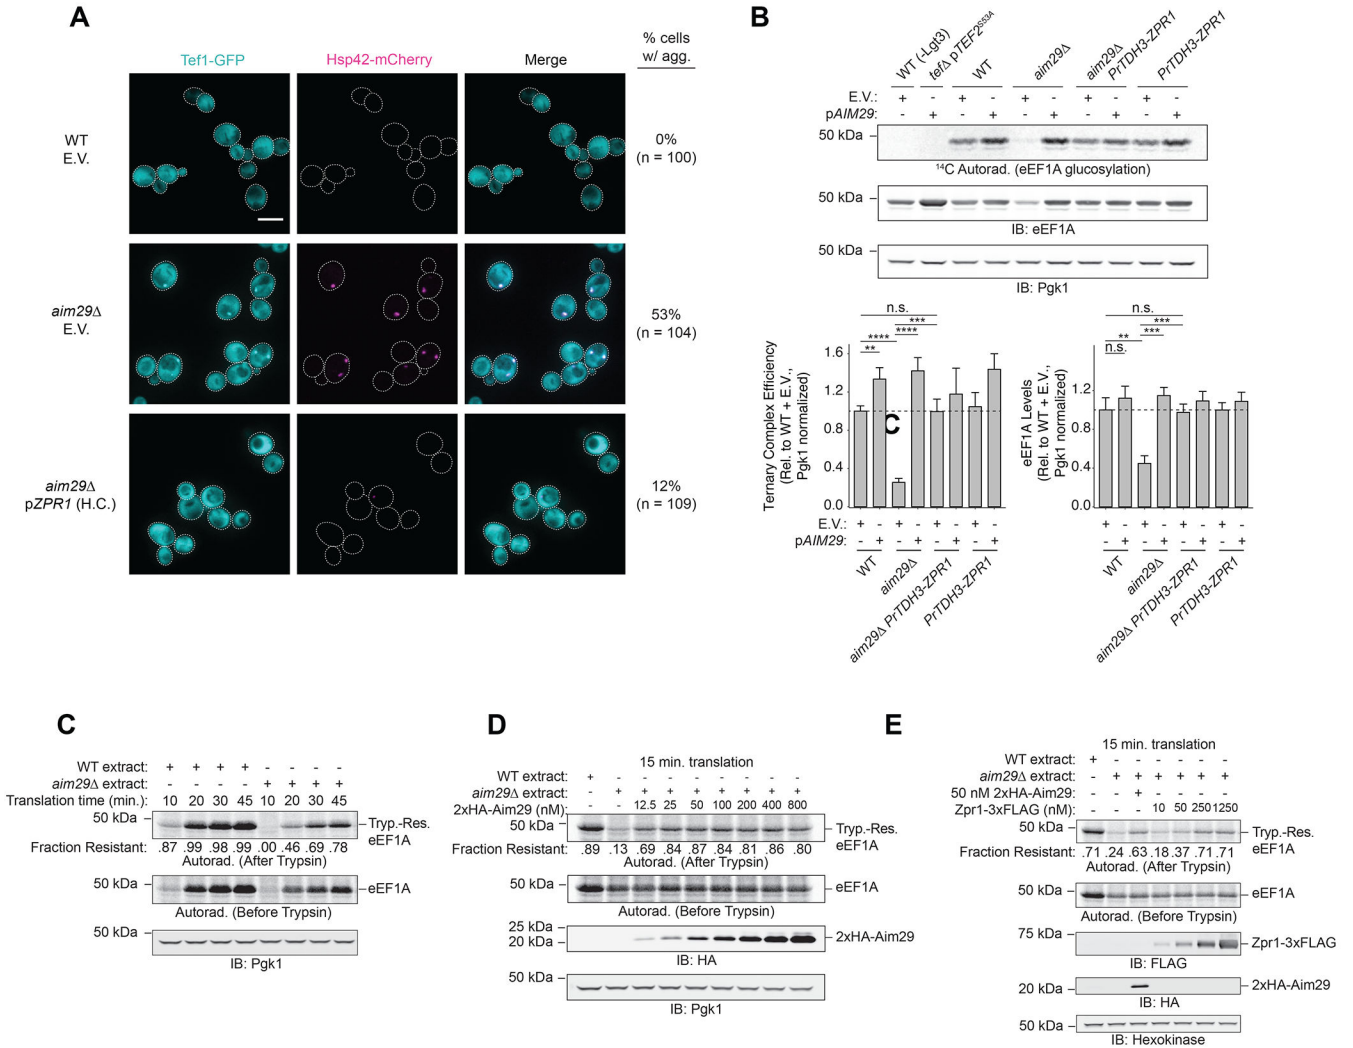 A
Tef1-GFP
Hsp42-mCherry
Merge
% cells
w/ agg.
WT
E.V.
0%
(n = 100)
aim29Δ
E.V.
53%
(n = 104)
aim29Δ
pZPR1 (H.C.)
12%
(n = 109)
B
WT (-Lgt3)
tefΔ pTEF2S53A
WT
aim29Δ
aim29Δ
PrTDH3-ZPR1
PrTDH3-ZPR1
E.V.: + - + - + - + - + -
pAIM29: - + - + - + - + - +
50 kDa
14C Autorad. (eEF1A glucosylation)
50 kDa
IB: eEF1A
50 kDa
IB: Pgk1
n.s.
***
**** ****
**
1.6
1.2
0.8
0.4
0.0
Ternary Complex Efficiency
(Rel. to WT + E.V.,
Pgk1 normalized)
C
E.V.: + - + - + - + -
pAIM29: - + - + - + - +
WT
aim29Δ
aim29Δ PrTDH3-ZPR1
PrTDH3-ZPR1
n.s.
***
** ***
n.s.
1.2
0.8
0.4
0.0
eEF1A Levels
(Rel. to WT + E.V.,
Pgk1 normalized)
+ - + - + - + -
- + - + - + - +
WT
aim29Δ
aim29Δ PrTDH3-ZPR1
PrTDH3-ZPR1
C
WT extract: + + + + - - - -
aim29Δ extract: - - - - + + + +
Translation time (min.): 10 20 30 45 10 20 30 45
50 kDa
Tryp.-Res.
eEF1A
Fraction Resistant: .87 .99 .98 .99 .00 .46 .69 .78
Autorad. (After Trypsin)
50 kDa
eEF1A
Autorad. (Before Trypsin)
50 kDa
IB: Pgk1
D
15 min. translation
WT extract: + - - - - - - - -
aim29Δ extract: - + + + + + + + +
2xHA-Aim29 (nM): - - 12.5 25 50 100 200 400 800
50 kDa
Tryp.-Res.
eEF1A
Fraction Resistant: .89 .13 .69 .84 .87 .84 .81 .86 .80
Autorad. (After Trypsin)
50 kDa
eEF1A
Autorad. (Before Trypsin)
25 kDa
20 kDa
2xHA-Aim29
IB: HA
50 kDa
IB: Pgk1
E
15 min. translation
WT extract: + - - - - - -
aim29Δ extract: - + + + + + +
50 nM 2xHA-Aim29: - - + - - - -
Zpr1-3xFLAG (nM): - - - 10 50 250 1250
50 kDa
Tryp.-Res.
eEF1A
Fraction Resistant: .71 .24 .63 .18 .37 .71 .71
Autorad. (After Trypsin)
50 kDa
eEF1A
Autorad. (Before Trypsin)
75 kDa
Zpr1-3xFLAG
IB: FLAG
20 kDa
2xHA-Aim29
IB: HA
50 kDa
IB: Hexokinase